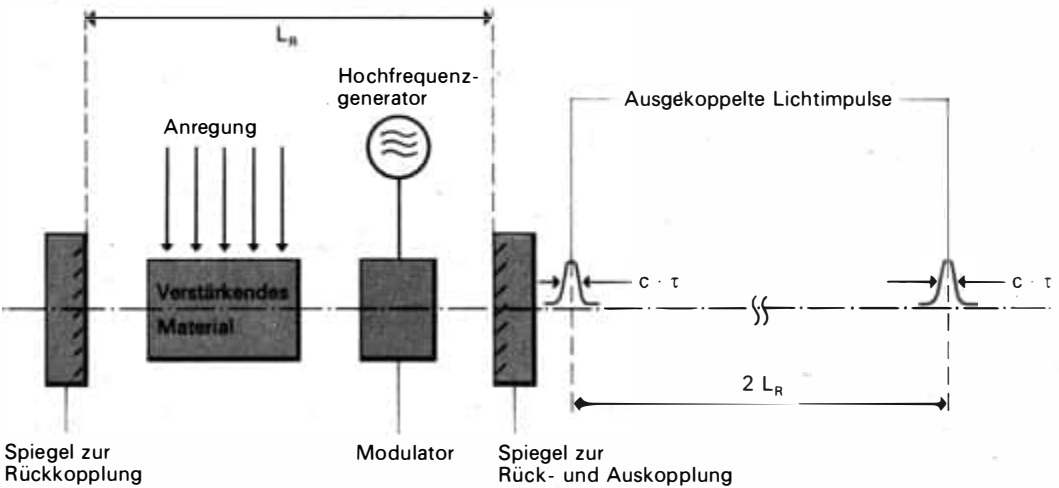 L_R
Hochfrequenz-
generator
Ausgekoppelte Lichtimpulse
Anregung
Verstärkendes
Material
c · τ
c · τ
2 L_R
Spiegel zur
Rückkopplung
Modulator
Spiegel zur
Rück- und Auskopplung